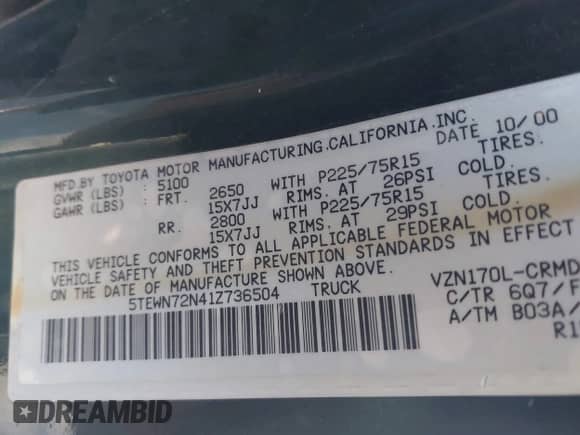 MFD.BY TOYOTA MOTOR MANUFACTURING.CALIFORNIA.INC.
DATE 10/00
GVWR (LBS) : 5100
GAWR (LBS) : FRT. 2650 WITH P225/75R15 TIRES.
15X7JJ RIMS. AT 26PSI COLD.
RR. 2800 WITH P225/75R15 TIRES.
15X7JJ RIMS. AT 29PSI COLD.
THIS VEHICLE CONFORMS TO ALL APPLICABLE FEDERAL MOTOR
VEHICLE SAFETY AND THEFT PREVENTION STANDARDS IN EFFECT
ON THE DATE OF MANUFACTURE SHOWN ABOVE.
5TEWN72N41Z736504 TRUCK
VZN170L-CRMD
C/TR 6Q7/F
A/TM B03A/
R1
DREAMBID